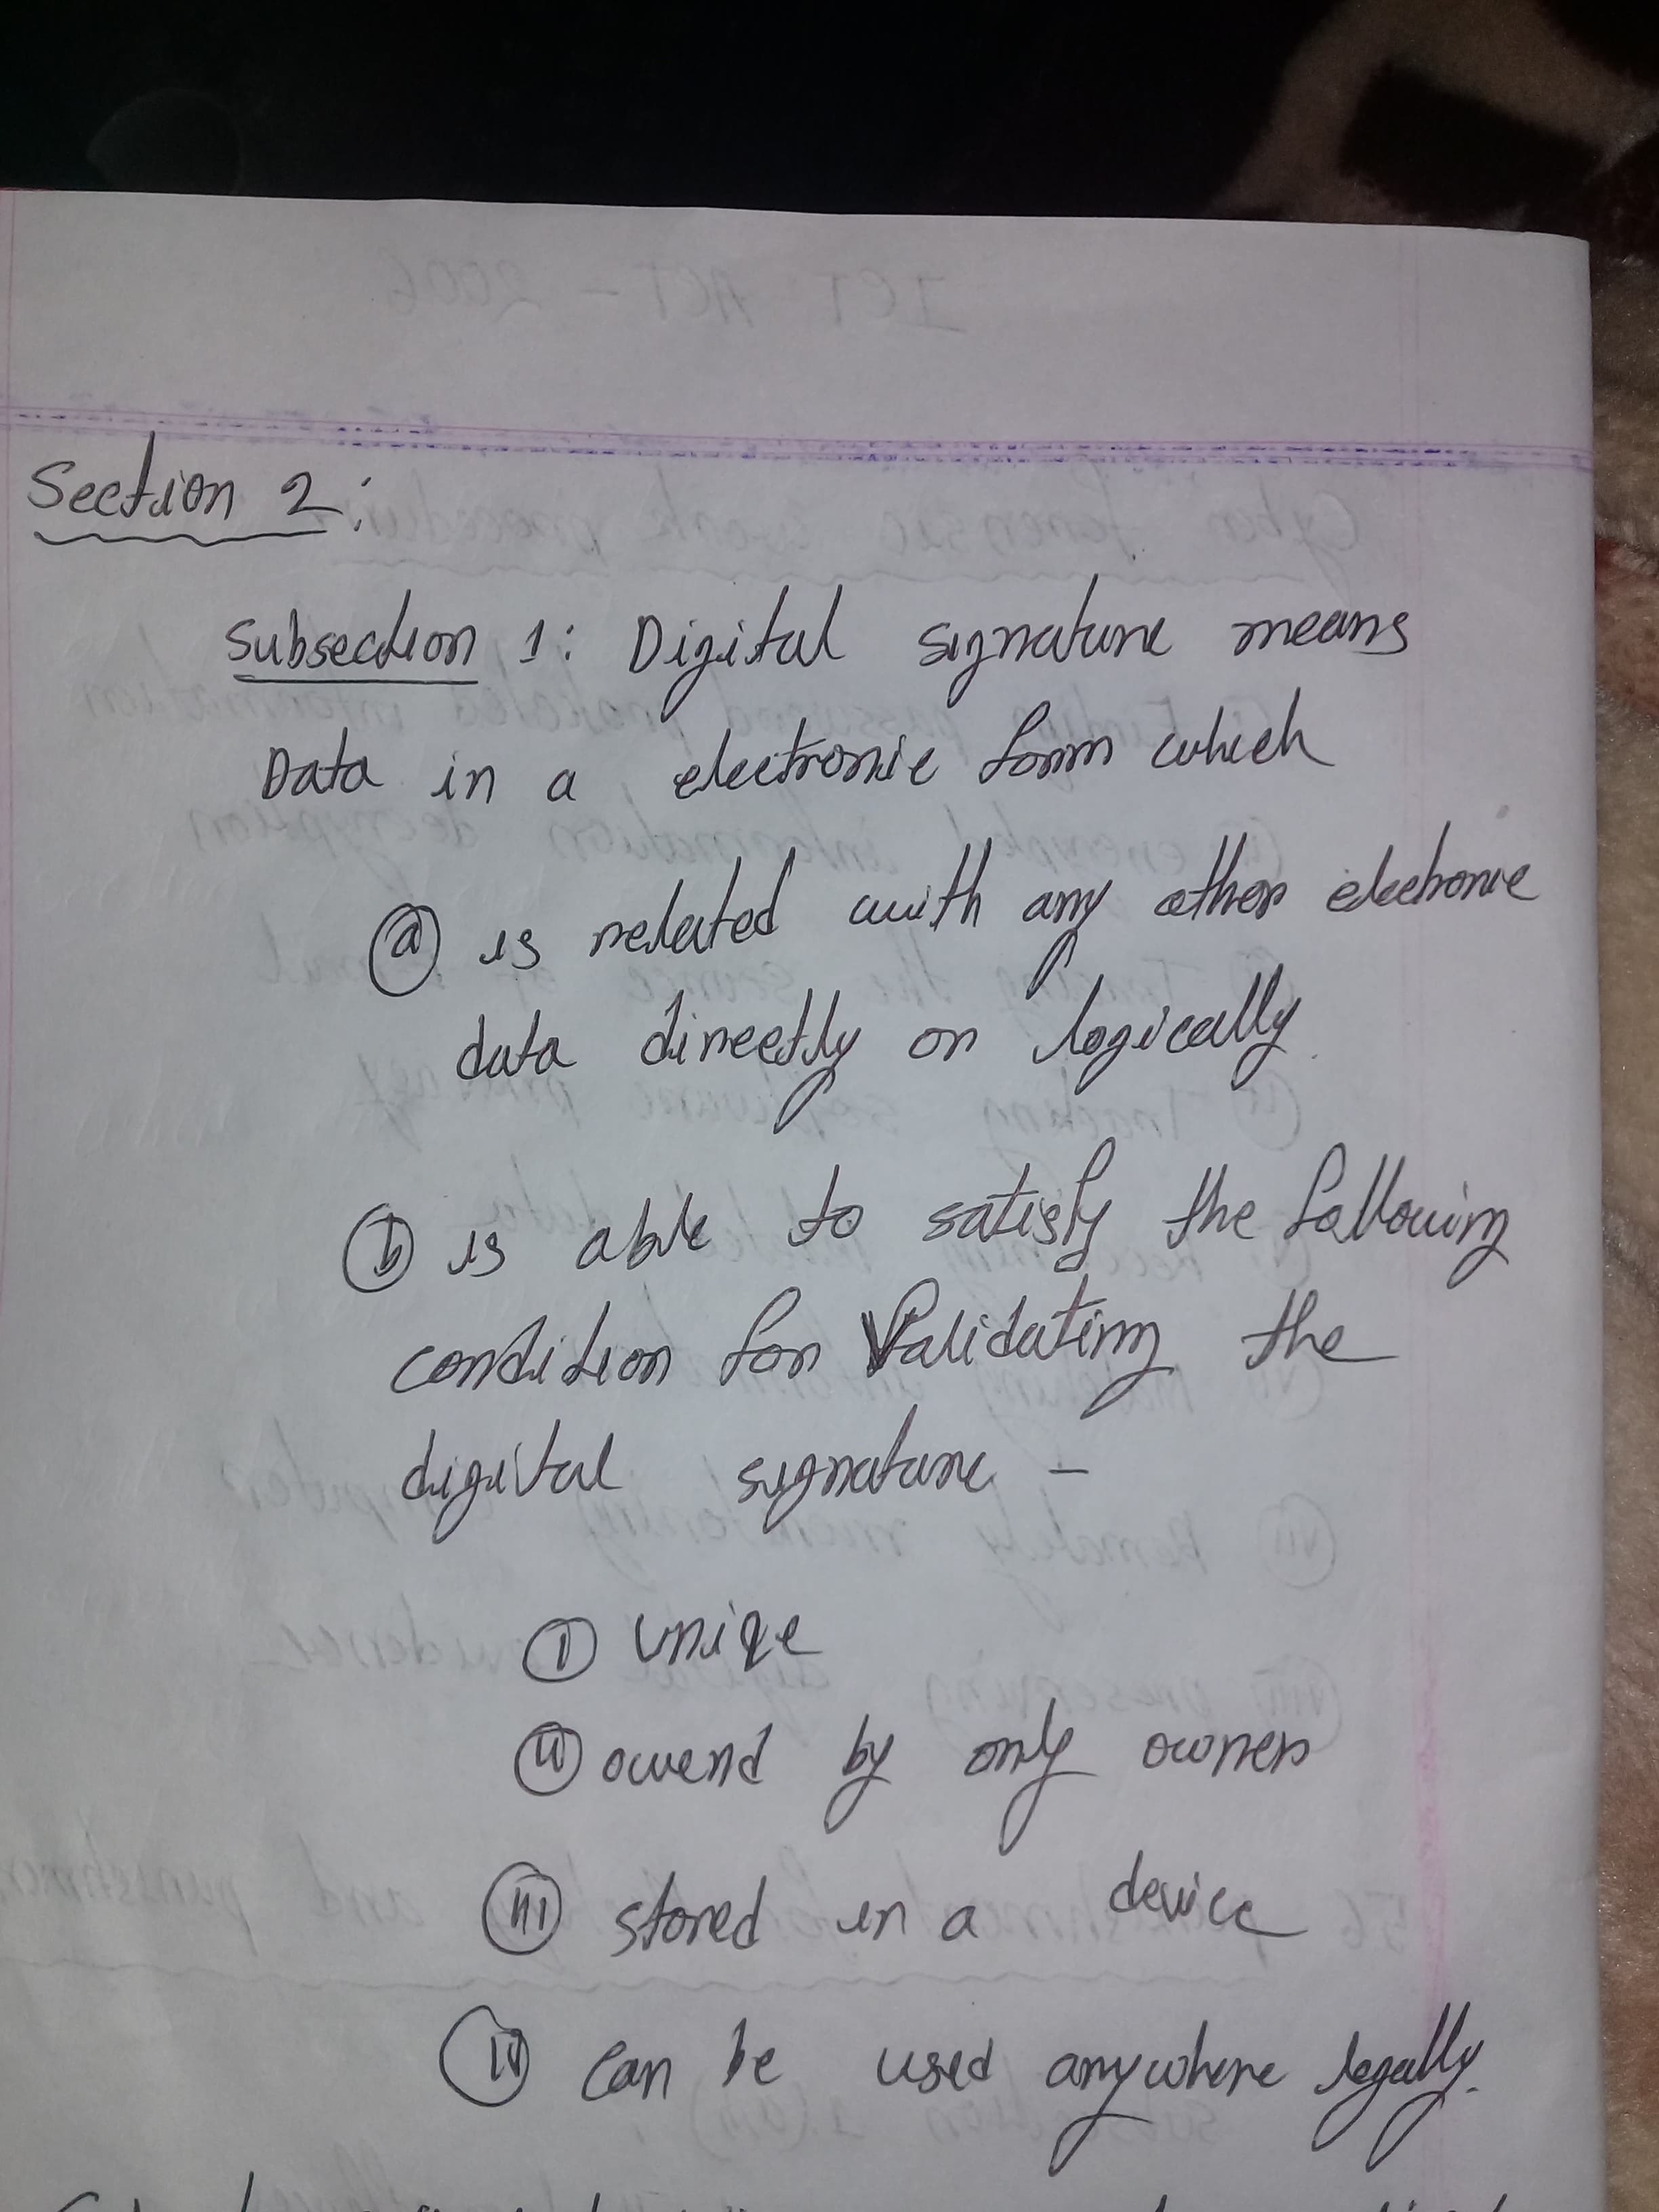 Section 2:
Subsection 1: Digital signature means
Data in a electronic form which
ⓐ is related with any other electronic
data directly or logically.
ⓑ is able to satisfy the following
condition for Validating the
digital signature -
ⓘ uniqe
(ii) owend by only owner
(iii) stored in a device
(iv) can be used anywhere legally.